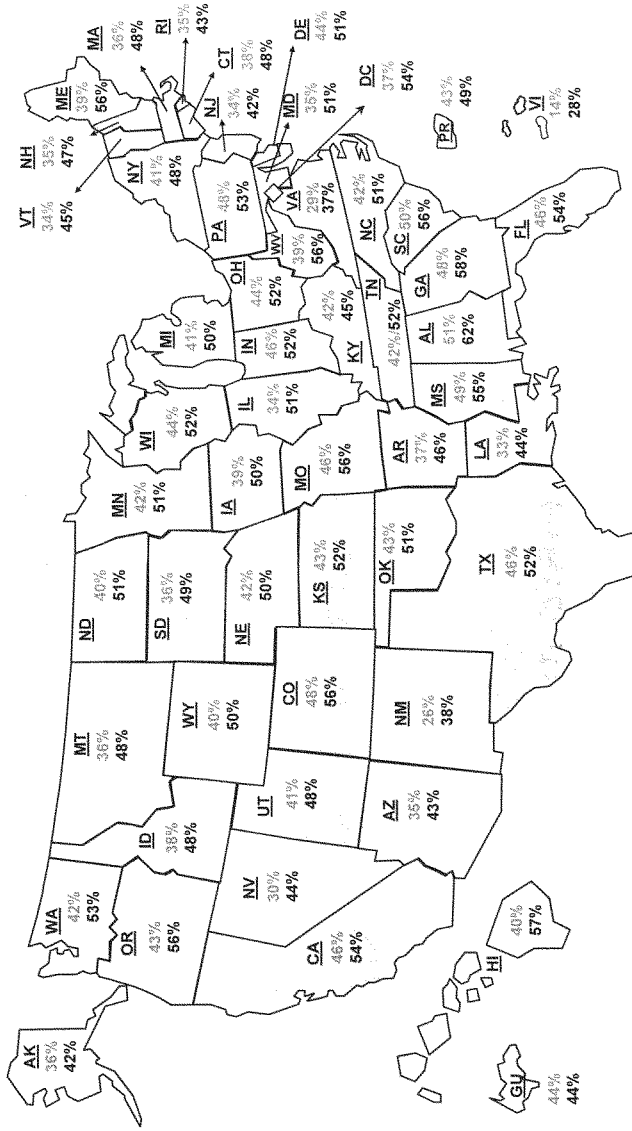 AK
36%
42%
WA
42%
53%
OR
43%
56%
ID
38%
48%
MT
36%
48%
ND
40%
51%
SD
36%
49%
WY
40%
50%
NE
42%
50%
NV
30%
44%
UT
41%
48%
CO
48%
56%
KS
43%
52%
CA
46%
54%
AZ
35%
43%
NM
26%
38%
OK 43%
51%
TX
46%
52%
MN
42%
51%
IA
39%
50%
MO
46%
56%
AR
37%
46%
LA
33%
44%
WI
44%
52%
IL
34%
51%
MI
41%
50%
IN
46%
52%
OH
44%
52%
KY
42%
45%
TN
42%/52%
MS
49%
55%
AL
51%
62%
GA
48%
58%
FL
46%
54%
SC 50%
56%
NC
42%
51%
VA
29%
37%
WV
39%
56%
PA
48%
53%
NY
41%
48%
VT
34%
45%
NH
35%
47%
ME
39%
56%
MA
36%
48%
RI
35%
43%
CT
38%
48%
NJ
34%
42%
DE
44%
51%
MD
35%
51%
DC
37%
54%
PR
43%
49%
VI
14%
28%
HI
40%
57%
GU
44%
44%